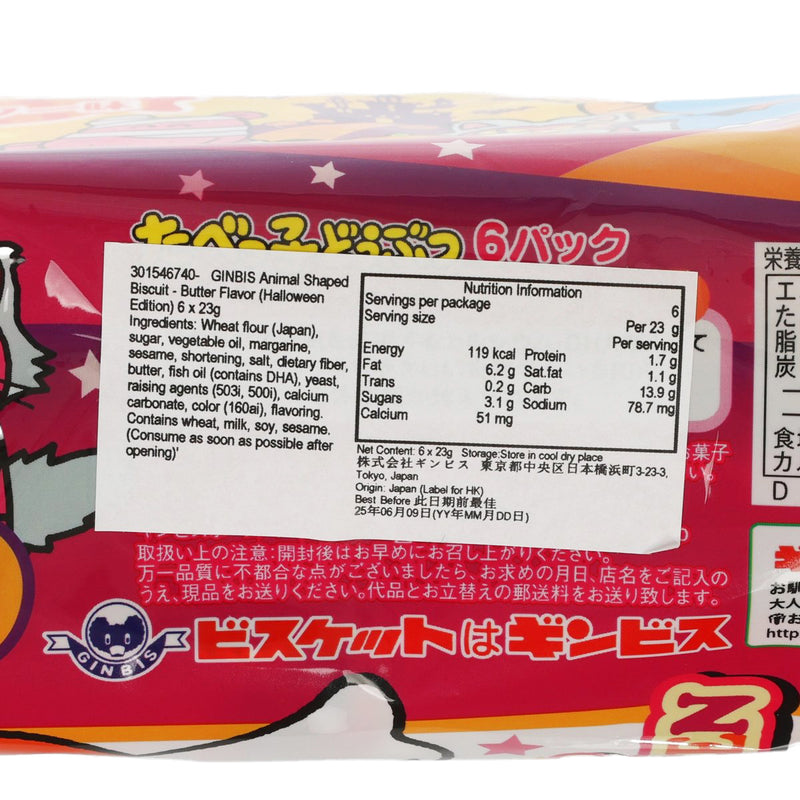 たべっ子どうぶつ 6パック
301546740- GINBIS Animal Shaped
Biscuit - Butter Flavor (Halloween
Edition) 6 x 23g
Ingredients: Wheat flour (Japan),
sugar, vegetable oil, margarine,
sesame, shortening, salt, dietary fiber,
butter, fish oil (contains DHA), yeast,
raising agents (503i, 500i), calcium
carbonate, color (160ai), flavoring.
Contains wheat, milk, soy, sesame.
(Consume as soon as possible after
opening)'
Nutrition Information
Servings per package 6
Serving size Per 23 g
Per serving
Energy 119 kcal Protein 1.7 g
Fat 6.2 g Sat.fat 1.1 g
Trans 0.2 g Carb 13.9 g
Sugars 3.1 g Sodium 78.7 mg
Calcium 51 mg
Net Content: 6 x 23g Storage:Store in cool dry place
株式会社ギンビス 東京都中央区日本橋浜町3-23-3,
Tokyo, Japan
Origin: Japan (Label for HK)
Best Before 此日期前最佳
25年06月09日(YY年MM月DD日)
栄養
エ
た
脂
炭
食
カ
D
菓子
い。
取扱い上の注意:開封後はお早めにお召し上がりください。
万一品質に不都合な点がございましたら、お求めの月日、店名をご記入の
うえ、現品をお送りください。代品とお立替えの郵送料をお送り致します。
GINBIS
ビスケットはギンビス
大人
http